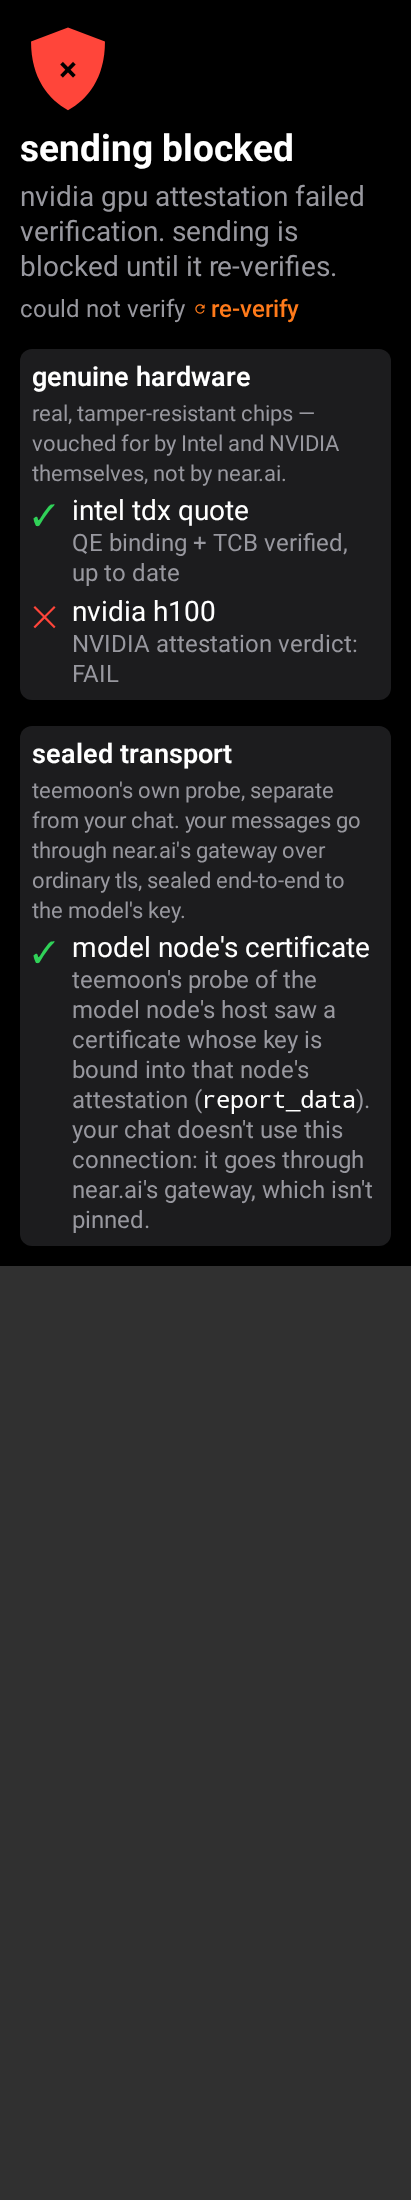 sending blocked
nvidia gpu attestation failed
verification. sending is
blocked until it re-verifies.
could not verify re-verify
genuine hardware
real, tamper-resistant chips —
vouched for by Intel and NVIDIA
themselves, not by near.ai.
intel tdx quote
QE binding + TCB verified,
up to date
nvidia h100
NVIDIA attestation verdict:
FAIL
sealed transport
teemoon's own probe, separate
from your chat. your messages go
through near.ai's gateway over
ordinary tls, sealed end-to-end to
the model's key.
model node's certificate
teemoon's probe of the
model node's host saw a
certificate whose key is
bound into that node's
attestation (report_data).
your chat doesn't use this
connection: it goes through
near.ai's gateway, which isn't
pinned.